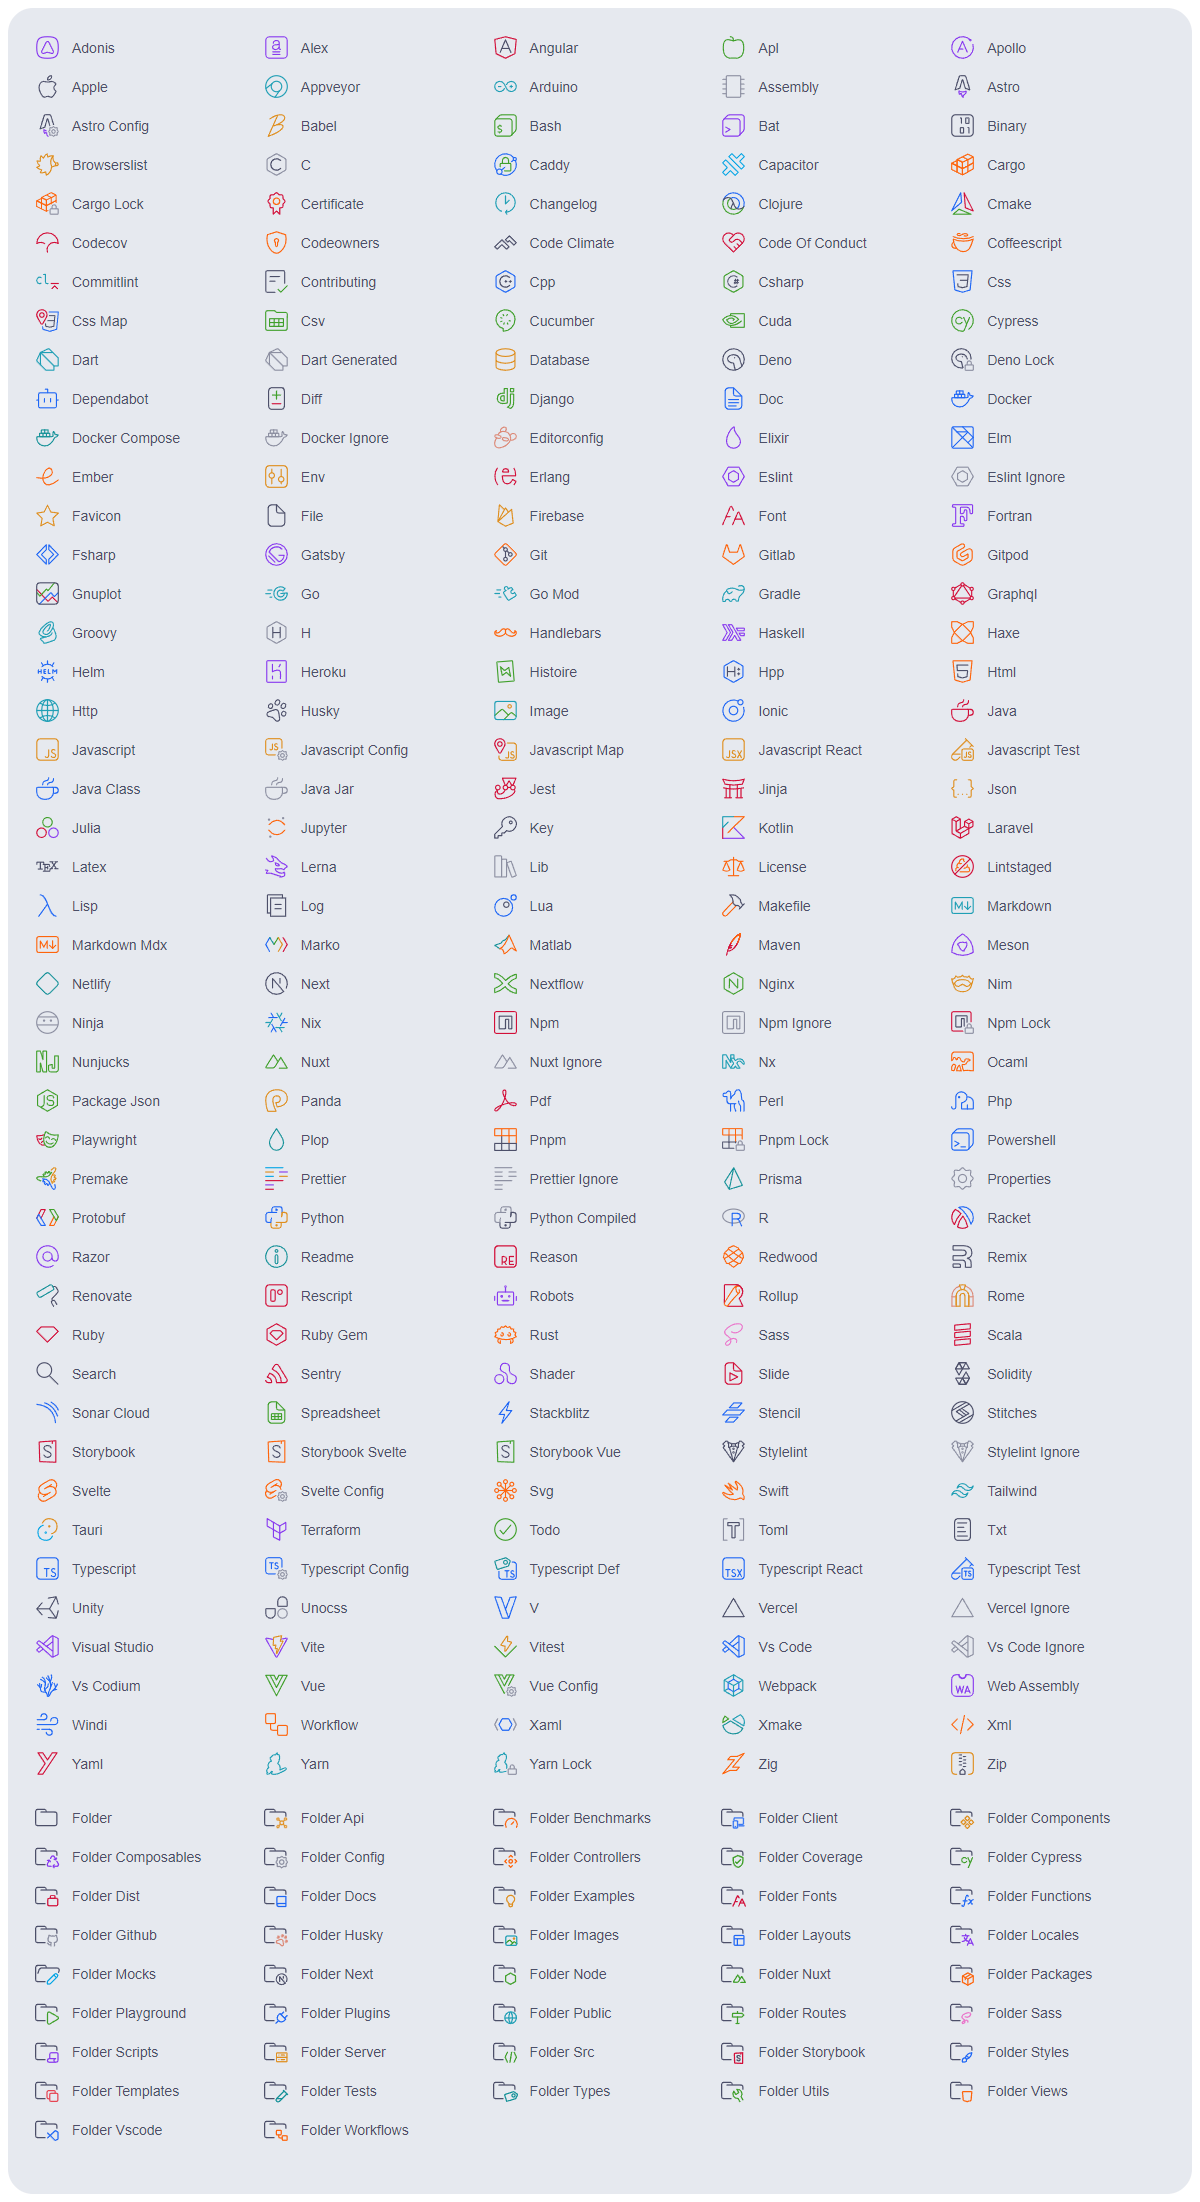 Adonis Alex Angular Apl Apollo
Apple Appveyor Arduino Assembly Astro
Astro Config Babel Bash Bat Binary
Browserslist C Caddy Capacitor Cargo
Cargo Lock Certificate Changelog Clojure Cmake
Codecov Codeowners Code Climate Code Of Conduct Coffeescript
Commitlint Contributing Cpp Csharp Css
Css Map Csv Cucumber Cuda Cypress
Dart Dart Generated Database Deno Deno Lock
Dependabot Diff Django Doc Docker
Docker Compose Docker Ignore Editorconfig Elixir Elm
Ember Env Erlang Eslint Eslint Ignore
Favicon File Firebase Font Fortran
Fsharp Gatsby Git Gitlab Gitpod
Gnuplot Go Go Mod Gradle Graphql
Groovy H Handlebars Haskell Haxe
Helm Heroku Histoire Hpp Html
Http Husky Image Ionic Java
Javascript Javascript Config Javascript Map Javascript React Javascript Test
Java Class Java Jar Jest Jinja Json
Julia Jupyter Key Kotlin Laravel
Latex Lerna Lib License Lintstaged
Lisp Log Lua Makefile Markdown
Markdown Mdx Marko Matlab Maven Meson
Netlify Next Nextflow Nginx Nim
Ninja Nix Npm Npm Ignore Npm Lock
Nunjucks Nuxt Nuxt Ignore Nx Ocaml
Package Json Panda Pdf Perl Php
Playwright Plop Pnpm Pnpm Lock Powershell
Premake Prettier Prettier Ignore Prisma Properties
Protobuf Python Python Compiled R Racket
Razor Readme Reason Redwood Remix
Renovate Rescript Robots Rollup Rome
Ruby Ruby Gem Rust Sass Scala
Search Sentry Shader Slide Solidity
Sonar Cloud Spreadsheet Stackblitz Stencil Stitches
Storybook Storybook Svelte Storybook Vue Stylelint Stylelint Ignore
Svelte Svelte Config Svg Swift Tailwind
Tauri Terraform Todo Toml Txt
Typescript Typescript Config Typescript Def Typescript React Typescript Test
Unity Unocss V Vercel Vercel Ignore
Visual Studio Vite Vitest Vs Code Vs Code Ignore
Vs Codium Vue Vue Config Webpack Web Assembly
Windi Workflow Xaml Xmake Xml
Yaml Yarn Yarn Lock Zig Zip
Folder Folder Api Folder Benchmarks Folder Client Folder Components
Folder Composables Folder Config Folder Controllers Folder Coverage Folder Cypress
Folder Dist Folder Docs Folder Examples Folder Fonts Folder Functions
Folder Github Folder Husky Folder Images Folder Layouts Folder Locales
Folder Mocks Folder Next Folder Node Folder Nuxt Folder Packages
Folder Playground Folder Plugins Folder Public Folder Routes Folder Sass
Folder Scripts Folder Server Folder Src Folder Storybook Folder Styles
Folder Templates Folder Tests Folder Types Folder Utils Folder Views
Folder Vscode Folder Workflows